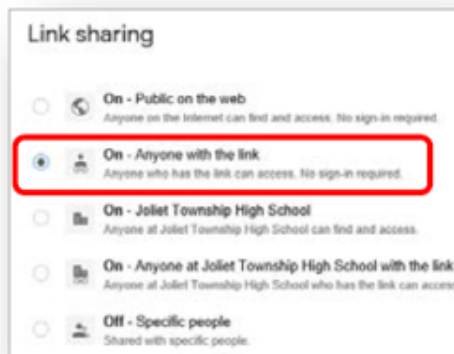 Link sharing
On - Public on the web
Anyone on the Internet can find and access. No sign-in required.
On - Anyone with the link
Anyone who has the link can access. No sign-in required.
On - Joliet Township High School
Anyone at Joliet Township High School can find and access.
On - Anyone at Joliet Township High School with the link
Anyone at Joliet Township High School who has the link can access
Off - Specific people
Shared with specific people.